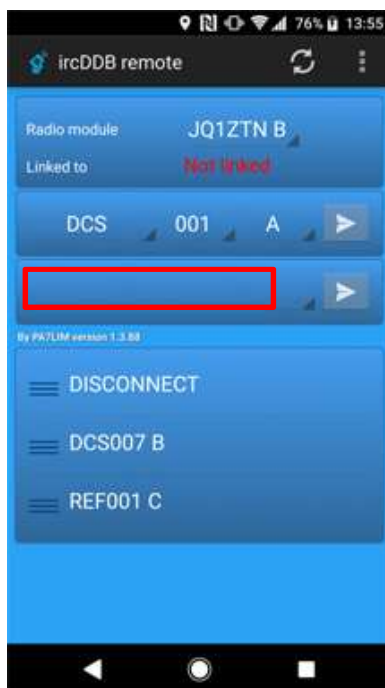 76% 13:55
ircDDB remote
Radio module JQ1ZTN B
Linked to Not linked
DCS 001 A
By PA7LIM version 1.3.88
DISCONNECT
DCS007 B
REF001 C